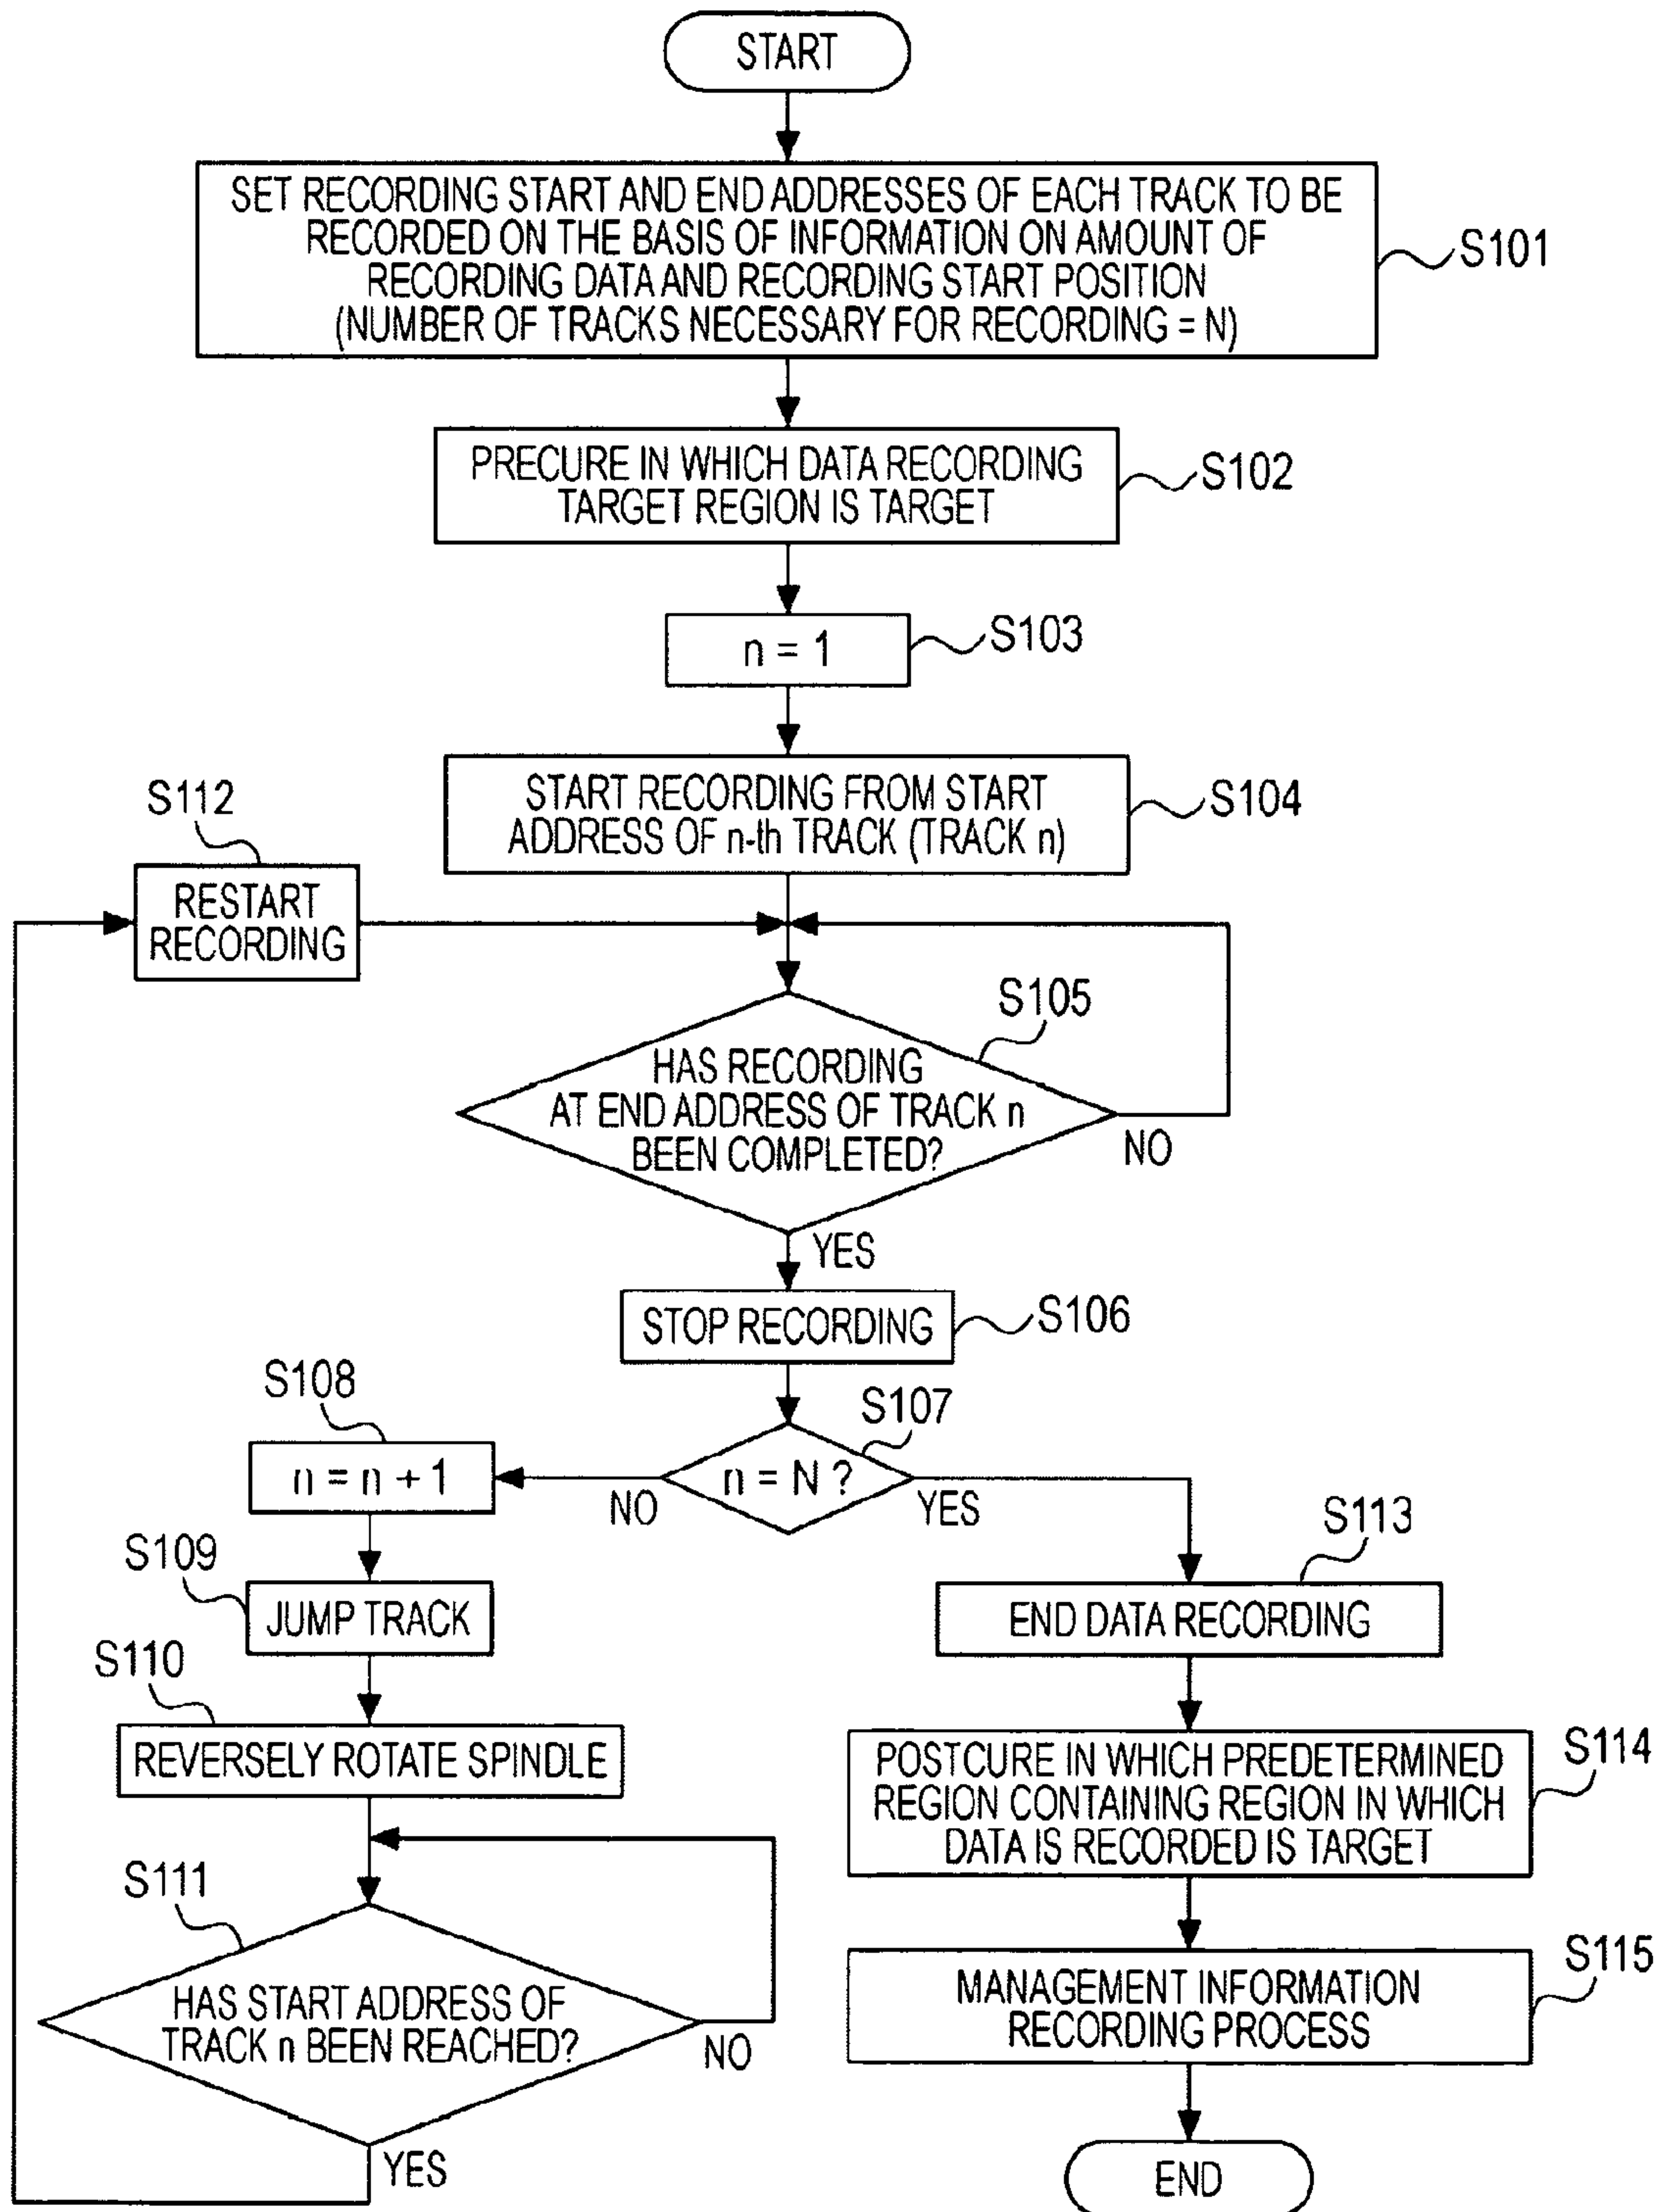 START
SET RECORDING START AND END ADDRESSES OF EACH TRACK TO BE
RECORDED ON THE BASIS OF INFORMATION ON AMOUNT OF
RECORDING DATA AND RECORDING START POSITION
(NUMBER OF TRACKS NECESSARY FOR RECORDING = N)
S101
PRECURE IN WHICH DATA RECORDING
TARGET REGION IS TARGET
S102
n = 1
S103
START RECORDING FROM START
ADDRESS OF n-th TRACK (TRACK n)
S104
S112
RESTART
RECORDING
S105
HAS RECORDING
AT END ADDRESS OF TRACK n
BEEN COMPLETED?
NO
YES
STOP RECORDING
S106
S107
n = N ?
NO
YES
S108
n = n + 1
S109
JUMP TRACK
S110
REVERSELY ROTATE SPINDLE
S111
HAS START ADDRESS OF
TRACK n BEEN REACHED?
NO
YES
S113
END DATA RECORDING
S114
POSTCURE IN WHICH PREDETERMINED
REGION CONTAINING REGION IN WHICH
DATA IS RECORDED IS TARGET
S115
MANAGEMENT INFORMATION
RECORDING PROCESS
END